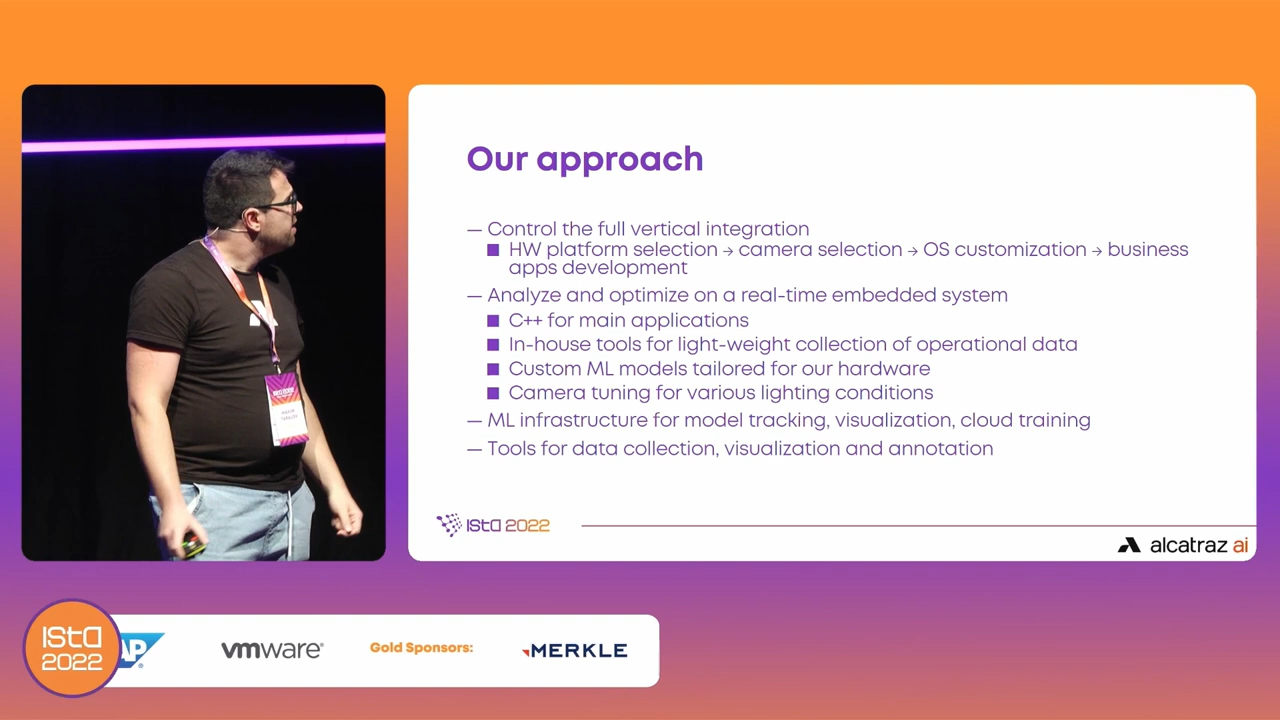 Our approach
— Control the full vertical integration
■ HW platform selection → camera selection → OS customization → business
apps development
— Analyze and optimize on a real-time embedded system
■ C++ for main applications
■ In-house tools for light-weight collection of operational data
■ Custom ML models tailored for our hardware
■ Camera tuning for various lighting conditions
— ML infrastructure for model tracking, visualization, cloud training
— Tools for data collection, visualization and annotation
ISTA 2022
alcatraz ai
ISTA
2022
AP
vmware®
Gold Sponsors:
MERKLE